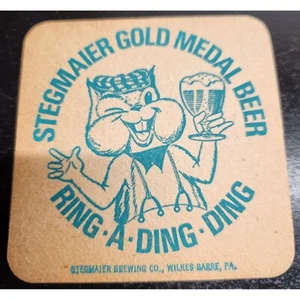 STEGMAIER GOLD MEDAL BEER
RING·A·DING·DING
STEGMAIER BREWING CO., WILKES-BARRE, PA.